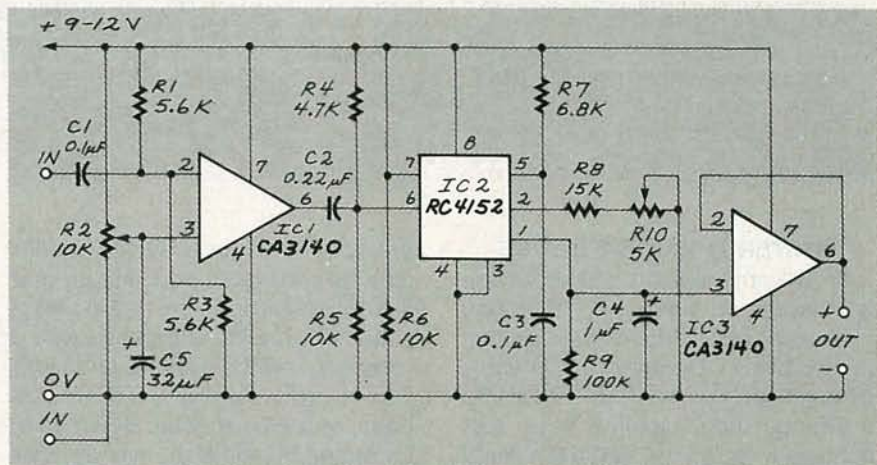 + 9-12V
R1
5.6K
R4
4.7K
R7
6.8K
C1
0.1µF
IN
2
7
C2
0.22µF
8
7
5
IC2
RC4152
6
2
1
4
3
R8
15K
R10
5K
6
IC1
CA3140
3
4
R2
10K
R3
5.6K
R5
10K
R6
10K
C3
0.1µF
C4
+
1µF
R9
100K
2
7
6
3
4
IC3
CA3140
+
OUT
-
+
C5
32µF
0V
IN